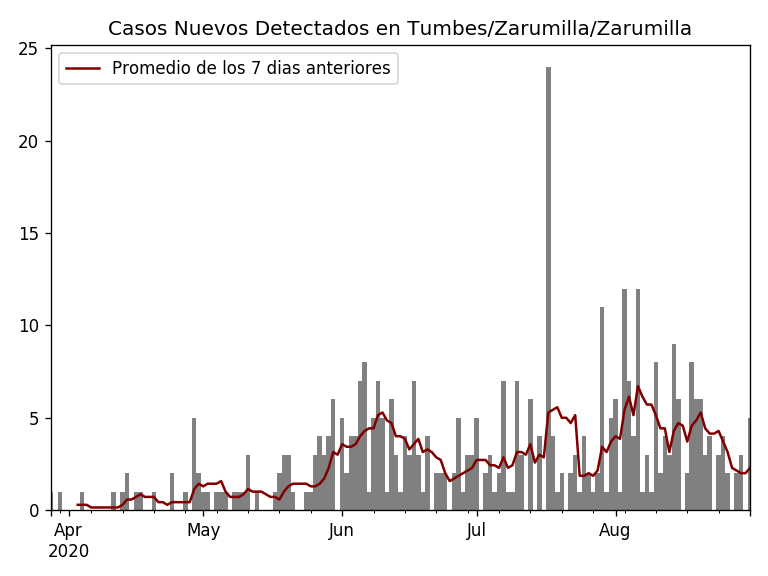 Casos Nuevos Detectados en Tumbes/Zarumilla/Zarumilla
Promedio de los 7 dias anteriores
25
20
15
10
5
0
Apr May Jun Jul Aug
2020